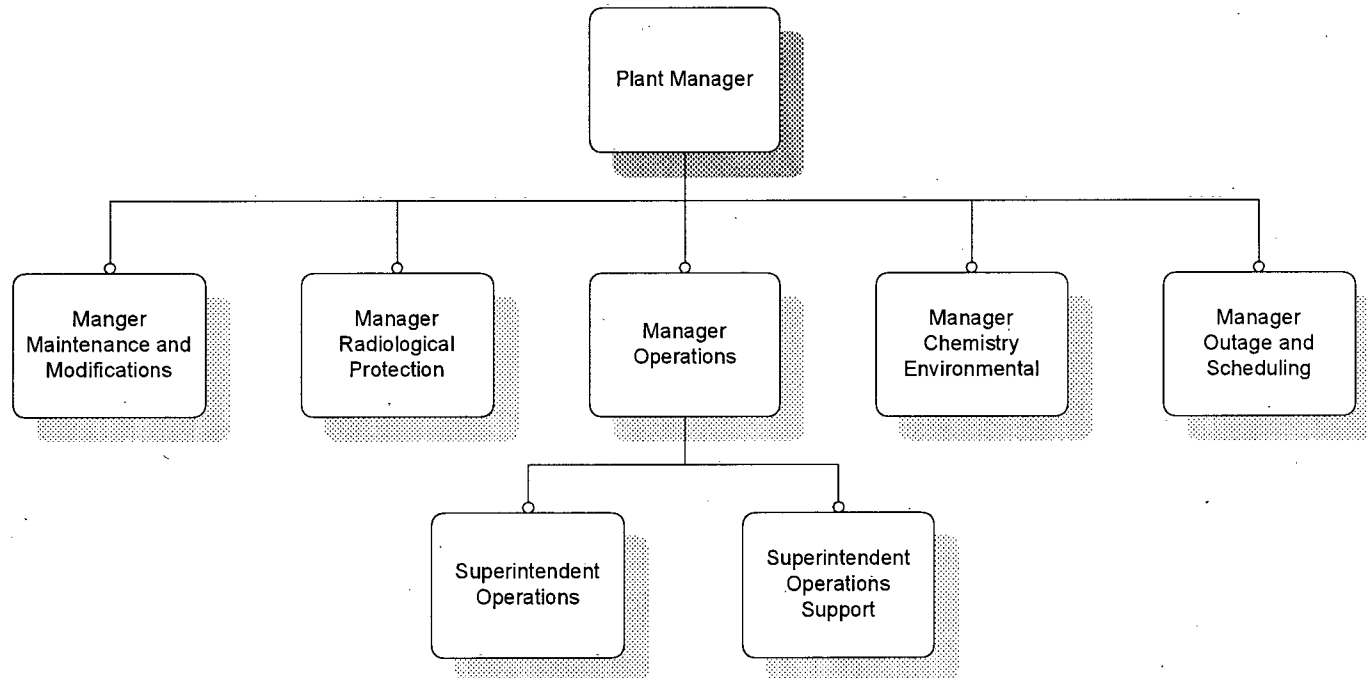 Plant Manager
Manger
Maintenance and
Modifications
Manager
Radiological
Protection
Manager
Operations
Manager
Chemistry
Environmental
Manager
Outage and
Scheduling
Superintendent
Operations
Superintendent
Operations
Support